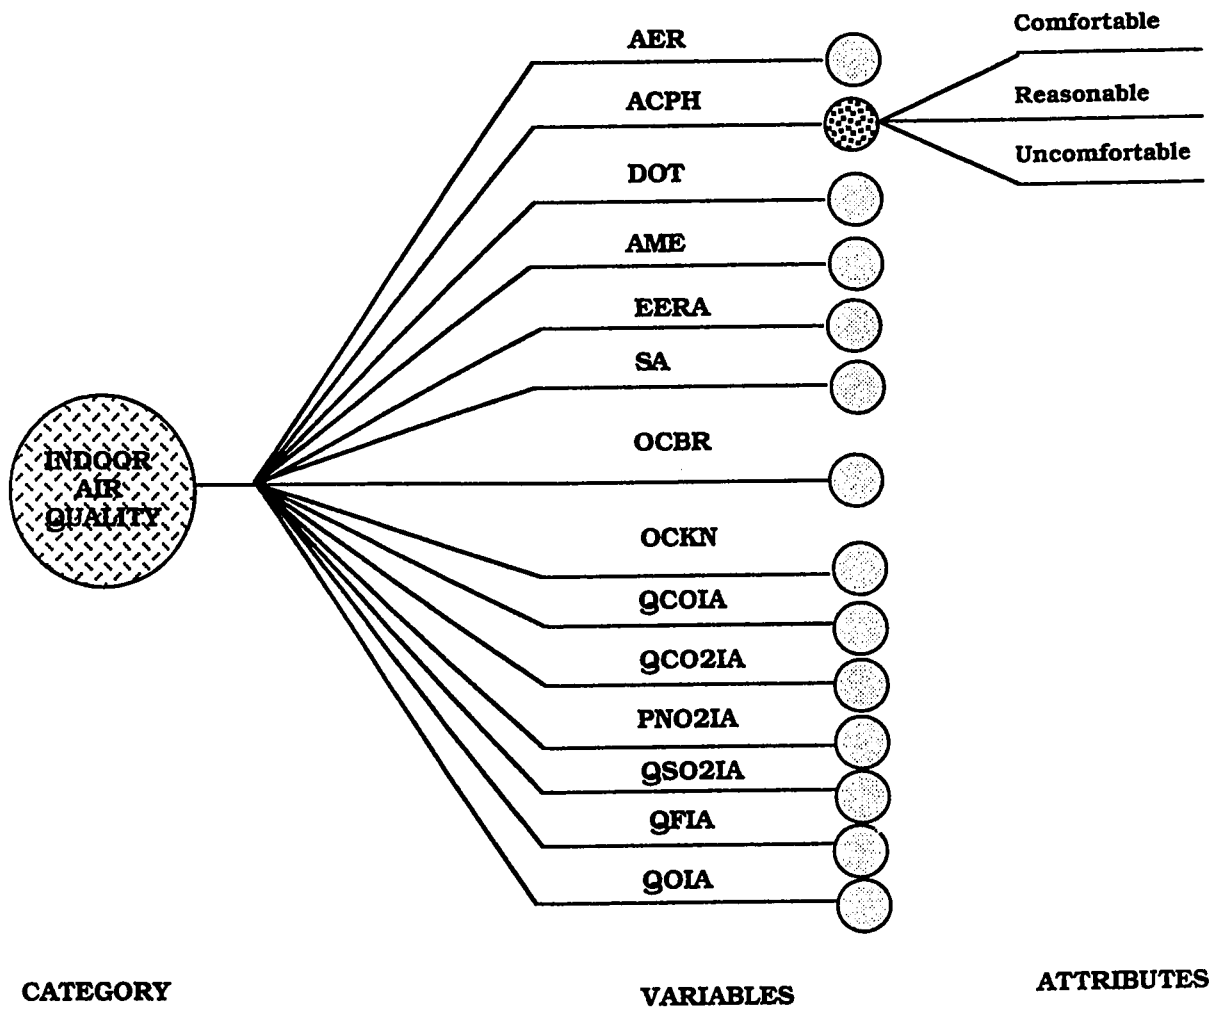 AER
ACPH
DOT
AME
EERA
SA
OCBR
OCKN
QCOIA
QCO2IA
PNO2IA
QSO2IA
QFIA
QOIA
Comfortable
Reasonable
Uncomfortable
INDOOR
AIR
QUALITY
CATEGORY
VARIABLES
ATTRIBUTES